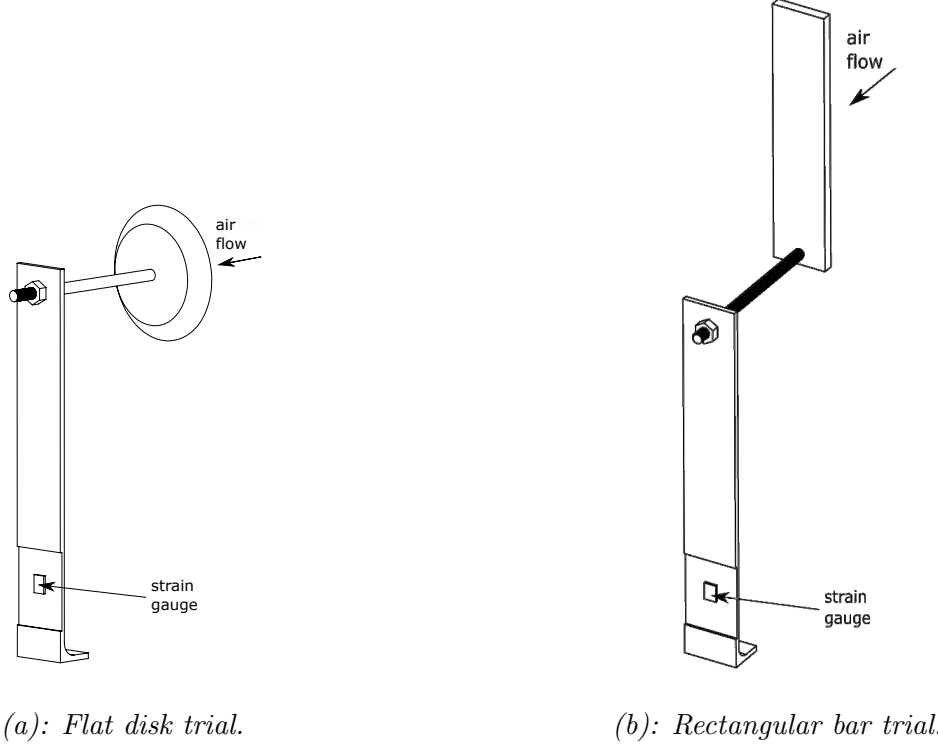 air
flow
air
flow
strain
gauge
strain
gauge
(a): Flat disk trial.
(b): Rectangular bar trial.